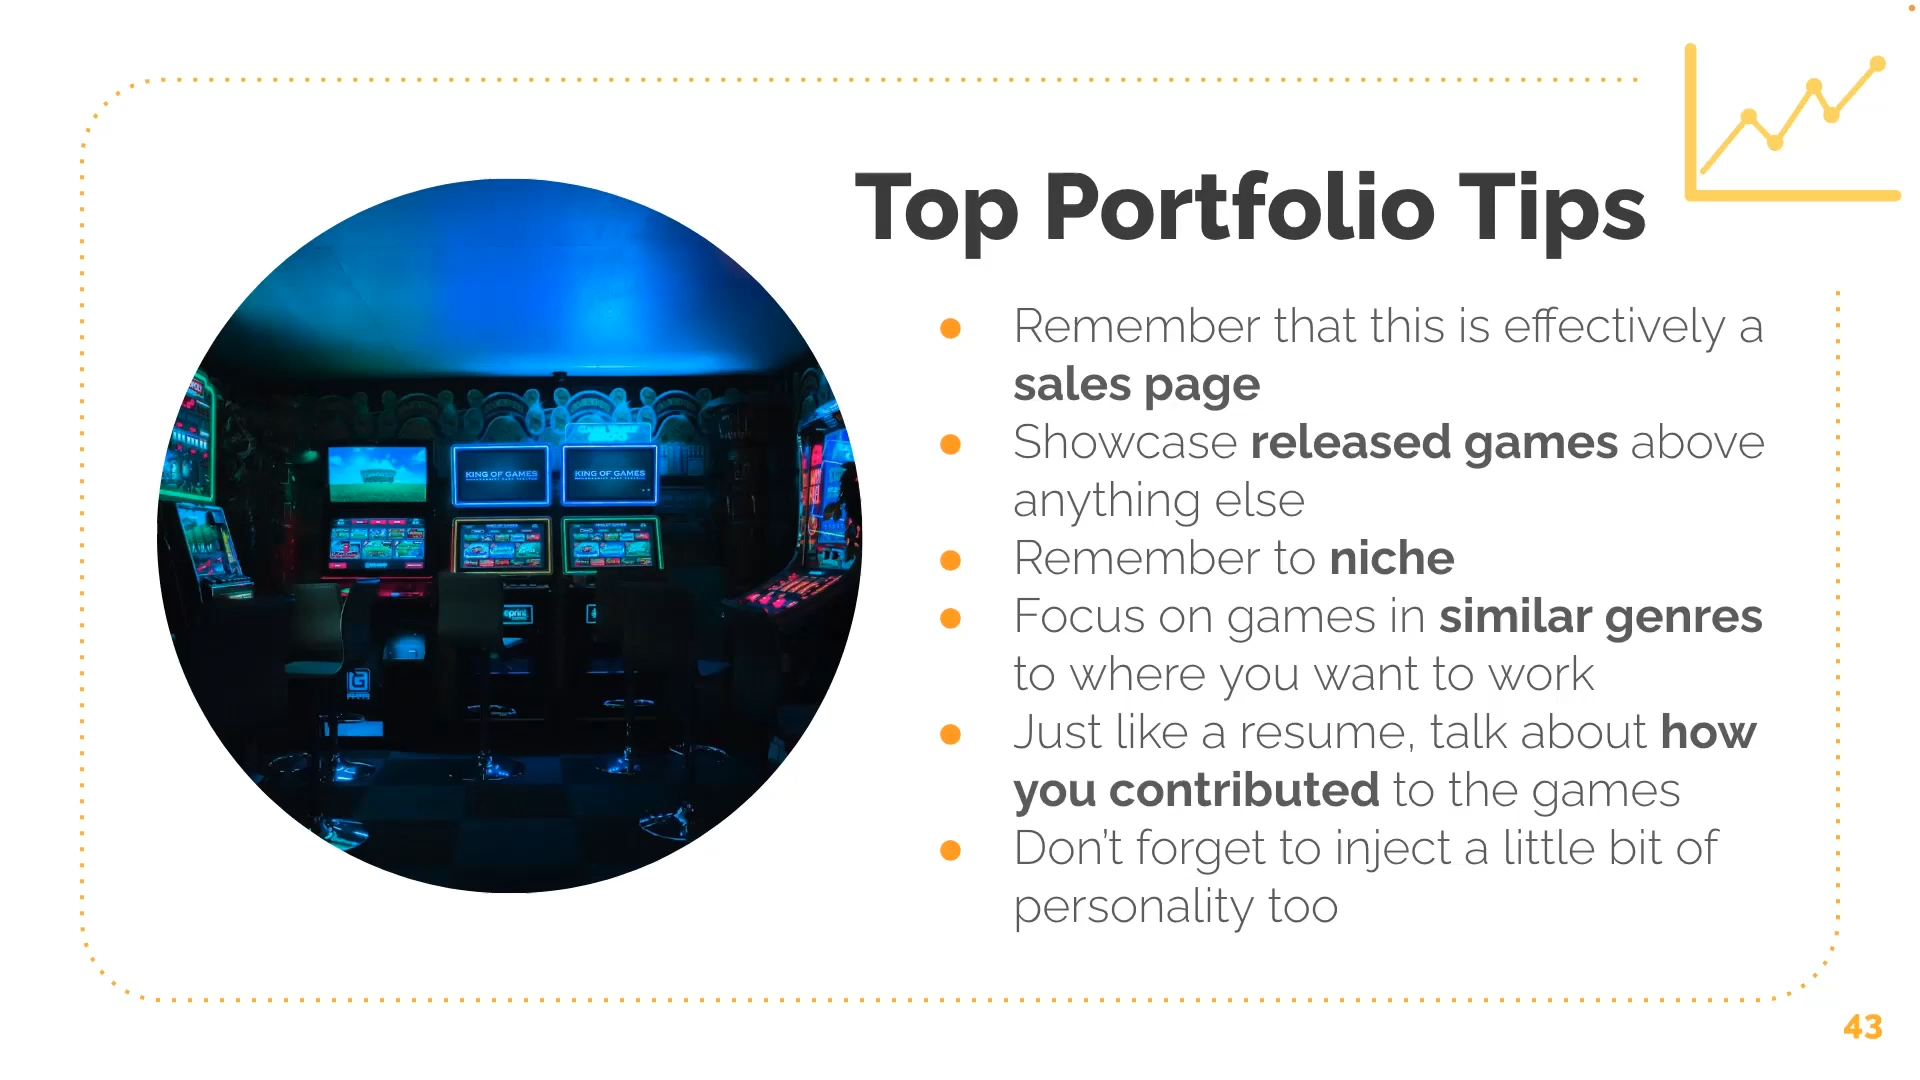 Top Portfolio Tips
Remember that this is effectively a
sales page
Showcase released games above
anything else
Remember to niche
Focus on games in similar genres
to where you want to work
Just like a resume, talk about how
you contributed to the games
Don't forget to inject a little bit of
personality too
KING OF GAMES
KING OF GAMES
eprint
43